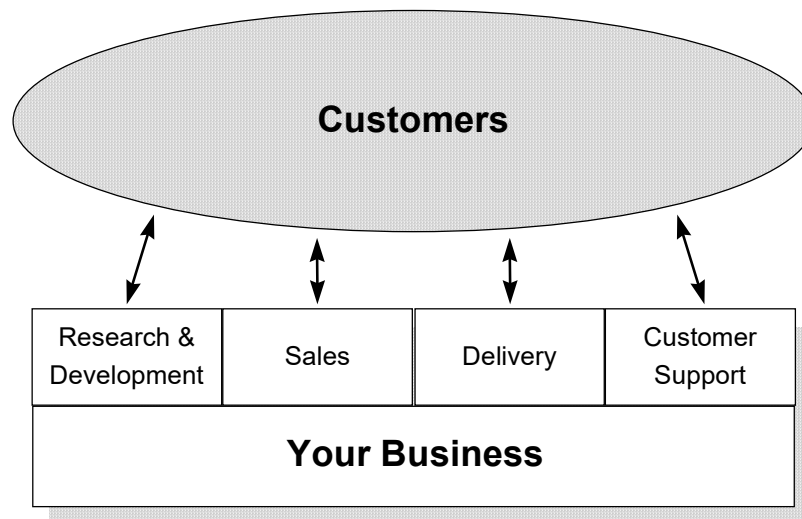 Customers
Research &
Development
Sales
Delivery
Customer
Support
Your Business